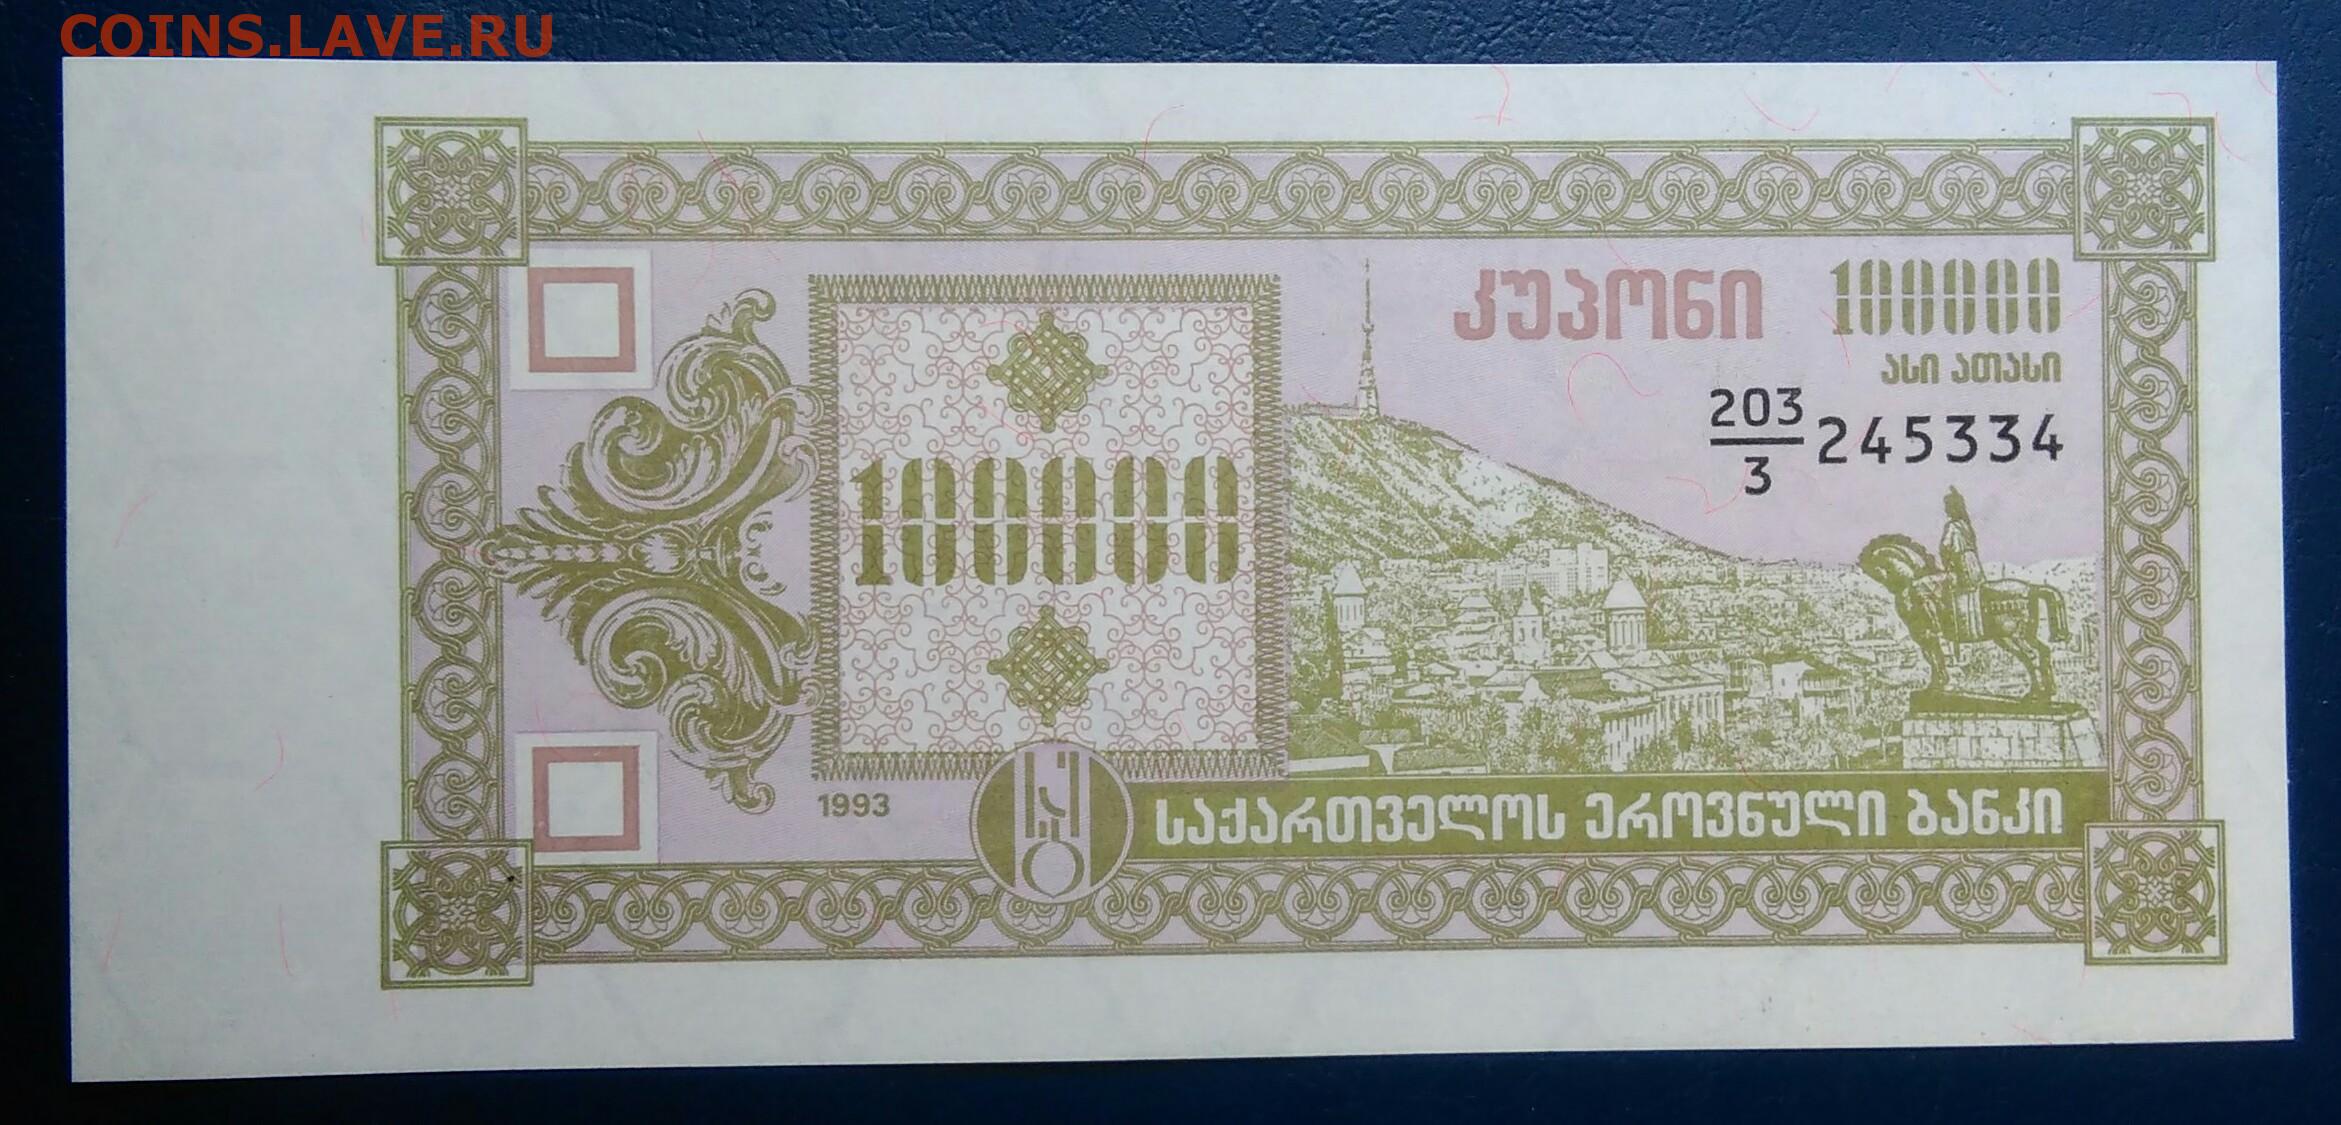 COINS.LAVE.RU
კუპონი 100000
ასი ათასი
203/3 245334
100000
1993
საქართველოს ეროვნული ბანკი